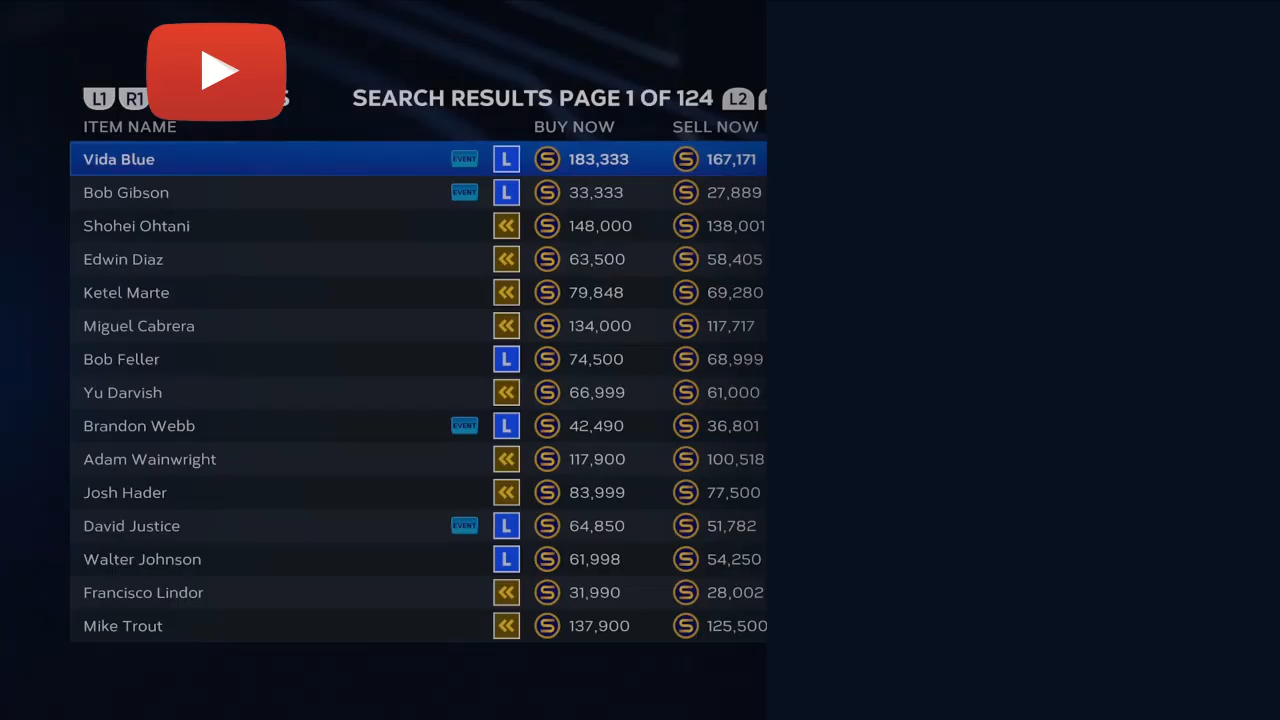 L1 R1 S SEARCH RESULTS PAGE 1 OF 124 L2
ITEM NAME BUY NOW SELL NOW
Vida Blue EVENT L S 183,333 S 167,171
Bob Gibson EVENT L S 33,333 S 27,889
Shohei Ohtani S 148,000 S 138,001
Edwin Diaz S 63,500 S 58,405
Ketel Marte S 79,848 S 69,280
Miguel Cabrera S 134,000 S 117,717
Bob Feller L S 74,500 S 68,999
Yu Darvish S 66,999 S 61,000
Brandon Webb EVENT L S 42,490 S 36,801
Adam Wainwright S 117,900 S 100,518
Josh Hader S 83,999 S 77,500
David Justice EVENT L S 64,850 S 51,782
Walter Johnson L S 61,998 S 54,250
Francisco Lindor S 31,990 S 28,002
Mike Trout S 137,900 S 125,500